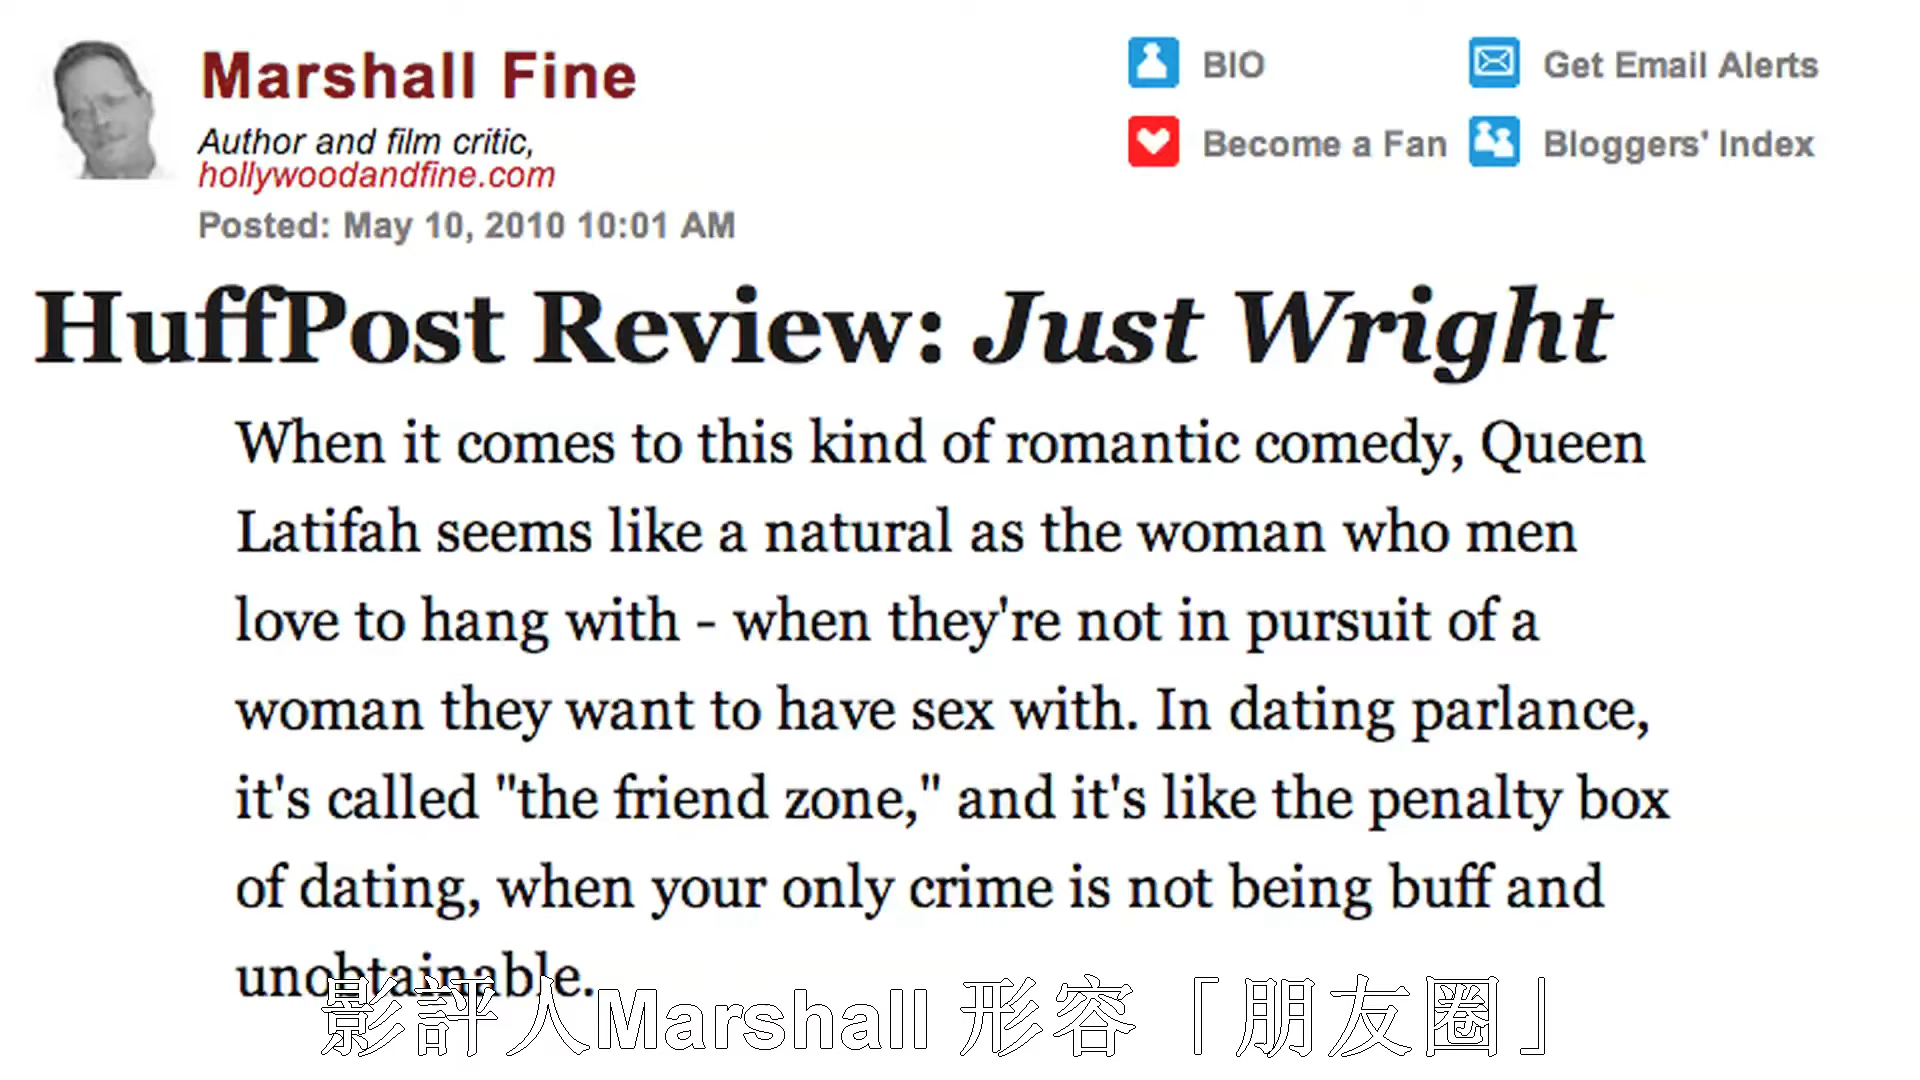 Marshall Fine
Author and film critic,
hollywoodandfine.com
Posted: May 10, 2010 10:01 AM
BIO
Get Email Alerts
Become a Fan
Bloggers' Index
HuffPost Review: Just Wright
When it comes to this kind of romantic comedy, Queen
Latifah seems like a natural as the woman who men
love to hang with - when they're not in pursuit of a
woman they want to have sex with. In dating parlance,
it's called "the friend zone," and it's like the penalty box
of dating, when your only crime is not being buff and
unobtainable.
影評人Marshall 形容「朋友圈」